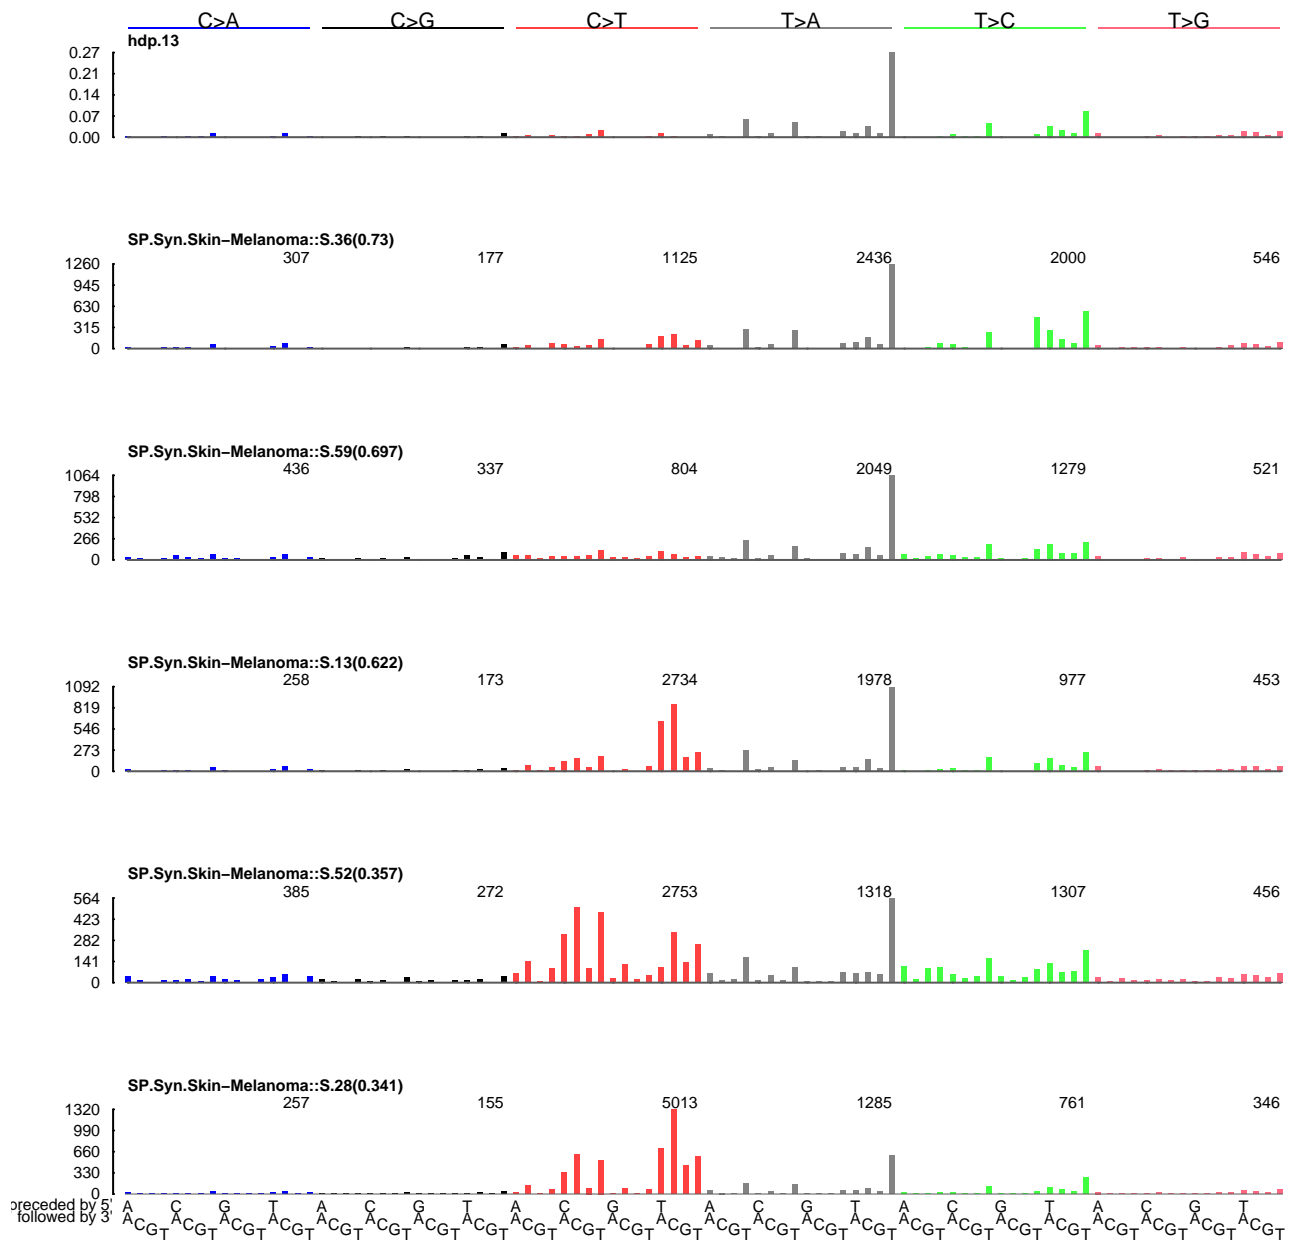 C>A C>G C>T T>A T>C T>G
hdp.13
0.27
0.21
0.14
0.07
0.00
SP.Syn.Skin−Melanoma::S.36(0.73)
307 177 1125 2436 2000 546
1260
945
630
315
0
SP.Syn.Skin−Melanoma::S.59(0.697)
436 337 804 2049 1279 521
1064
798
532
266
0
SP.Syn.Skin−Melanoma::S.13(0.622)
258 173 2734 1978 977 453
1092
819
546
273
0
SP.Syn.Skin−Melanoma::S.52(0.357)
385 272 2753 1318 1307 456
564
423
282
141
0
SP.Syn.Skin−Melanoma::S.28(0.341)
257 155 5013 1285 761 346
1320
990
660
330
0
preceded by 5' A C G T A C G T A C G T A C G T A C G T A C G T
followed by 3' A C G T A C G T A C G T A C G T A C G T A C G T A C G T A C G T A C G T A C G T A C G T A C G T A C G T A C G T A C G T A C G T A C G T A C G T A C G T A C G T A C G T A C G T A C G T A C G T